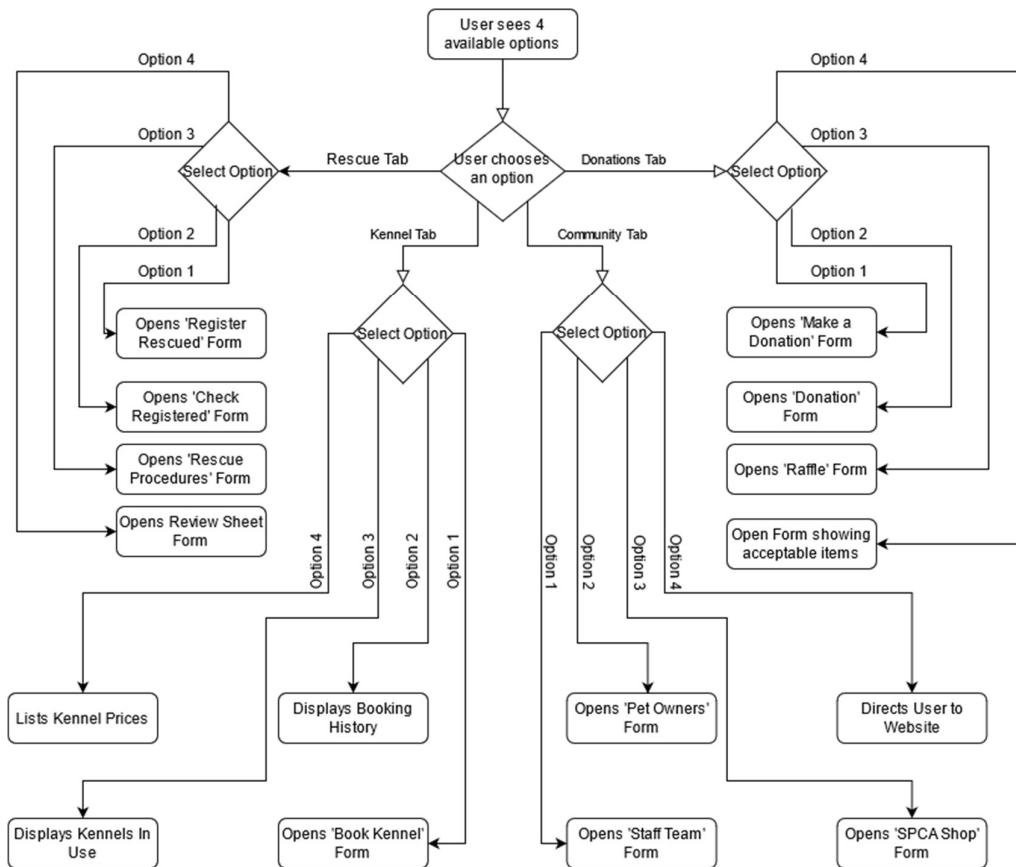 User sees 4
available options
Option 4
Option 4
Option 3
Option 3
Rescue Tab
User chooses
an option
Donations Tab
Select Option
Select Option
Option 2
Kennel Tab
Community Tab
Option 2
Option 1
Option 1
Opens 'Register
Rescued' Form
Select Option
Select Option
Opens 'Make a
Donation' Form
Opens 'Check
Registered' Form
Opens 'Donation'
Form
Opens 'Rescue
Procedures' Form
Opens 'Raffle' Form
Opens Review Sheet
Form
Option 4
Option 3
Option 2
Option 1
Option 1
Option 2
Option 3
Option 4
Open Form showing
acceptable items
Lists Kennel Prices
Displays Booking
History
Opens 'Pet Owners'
Form
Directs User to
Website
Displays Kennels In
Use
Opens 'Book Kennel'
Form
Opens 'Staff Team'
Form
Opens 'SPCA Shop'
Form